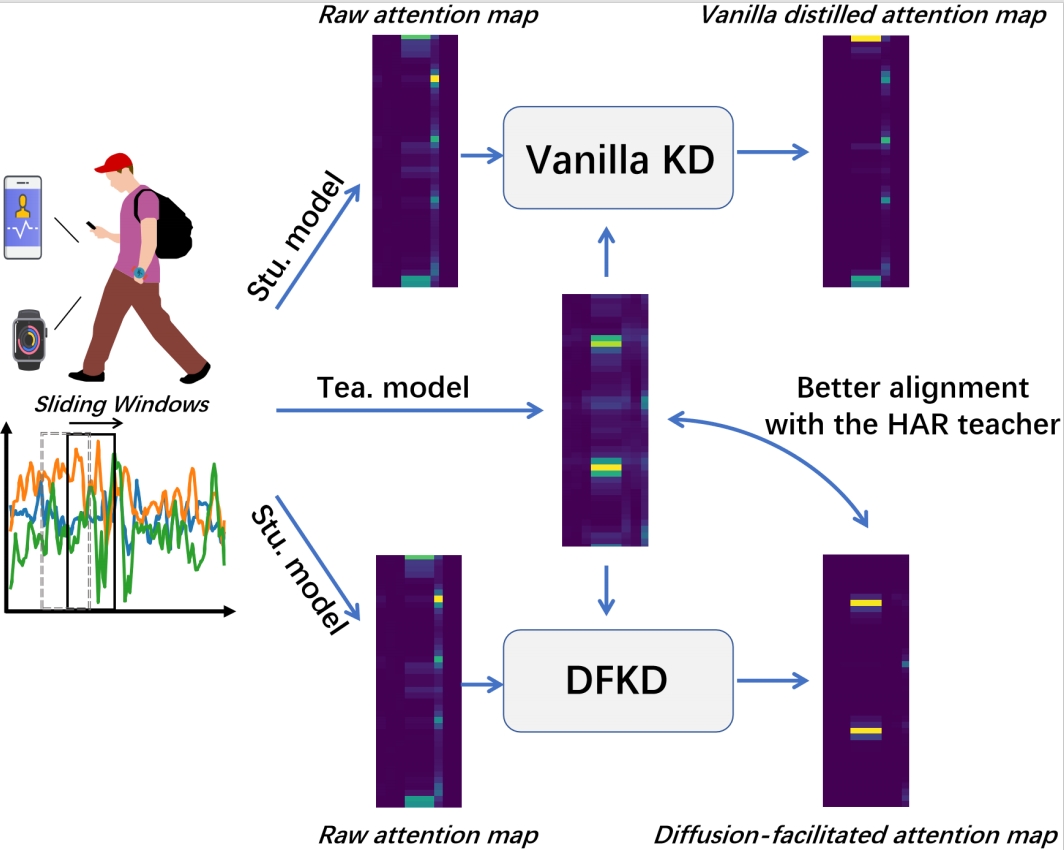 Raw attention map
Vanilla distilled attention map
Vanilla KD
Stu. model
Tea. model
Better alignment
with the HAR teacher
Sliding Windows
Stu. model
DFKD
Raw attention map
Diffusion-facilitated attention map